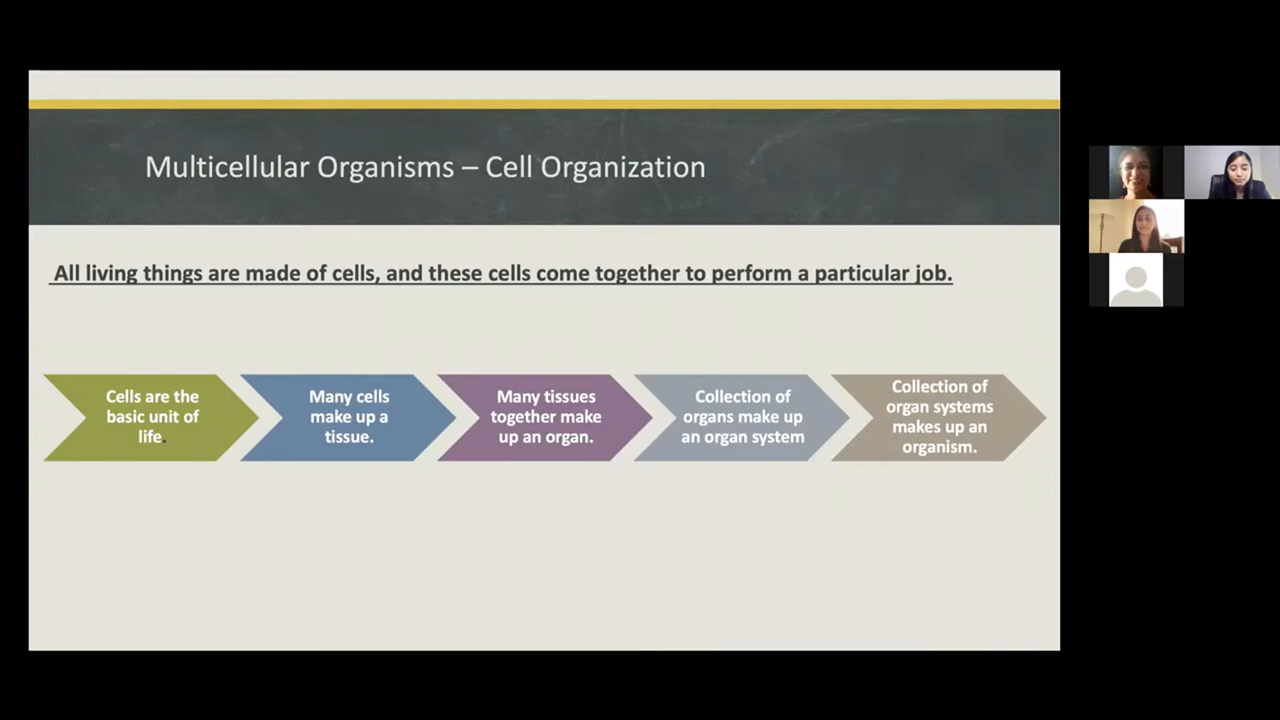 Multicellular Organisms – Cell Organization
All living things are made of cells, and these cells come together to perform a particular job.
Cells are the
basic unit of
life.
Many cells
make up a
tissue.
Many tissues
together make
up an organ.
Collection of
organs make up
an organ system
Collection of
organ systems
makes up an
organism.